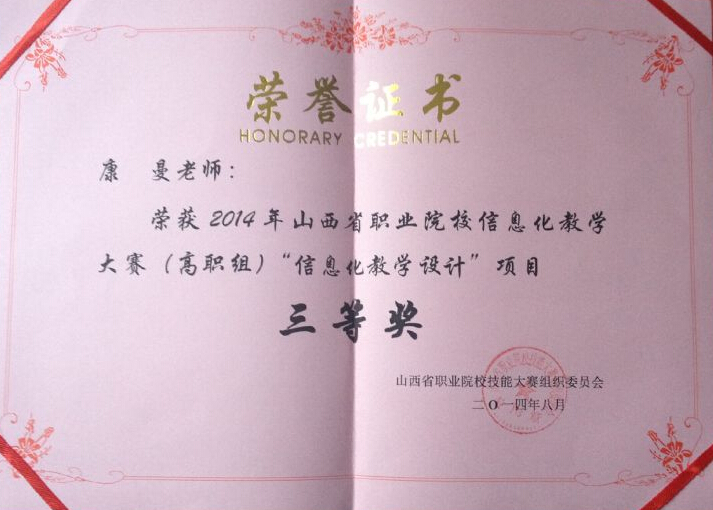 荣誉证书
HONORARY CREDENTIAL
康 曼老师：
荣获2014年山西省职业院校信息化教学
大赛（高职组）“信息化教学设计”项目
三等奖
山西省职业院校技能大赛组织委员会
二O一四年八月